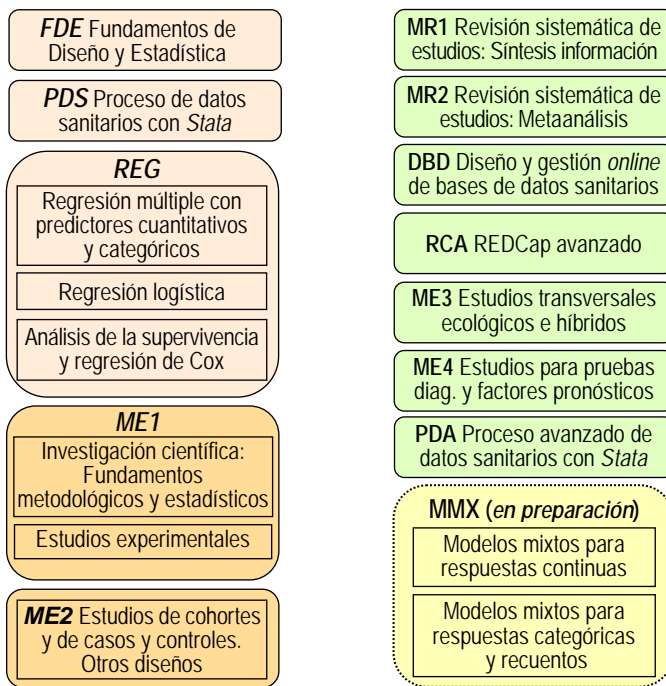 FDE Fundamentos de
Diseño y Estadística
PDS Proceso de datos
sanitarios con Stata
REG
Regresión múltiple con
predictores cuantitativos
y categóricos
Regresión logística
Análisis de la supervivencia
y regresión de Cox
ME1
Investigación científica:
Fundamentos
metodológicos y estadísticos
Estudios experimentales
ME2 Estudios de cohortes
y de casos y controles.
Otros diseños
MR1 Revisión sistemática de
estudios: Síntesis información
MR2 Revisión sistemática de
estudios: Metaanálisis
DBD Diseño y gestión online
de bases de datos sanitarios
RCA REDCap avanzado
ME3 Estudios transversales
ecológicos e híbridos
ME4 Estudios para pruebas
diag. y factores pronósticos
PDA Proceso avanzado de
datos sanitarios con Stata
MMX (en preparación)
Modelos mixtos para
respuestas continuas
Modelos mixtos para
respuestas categóricas
y recuentos